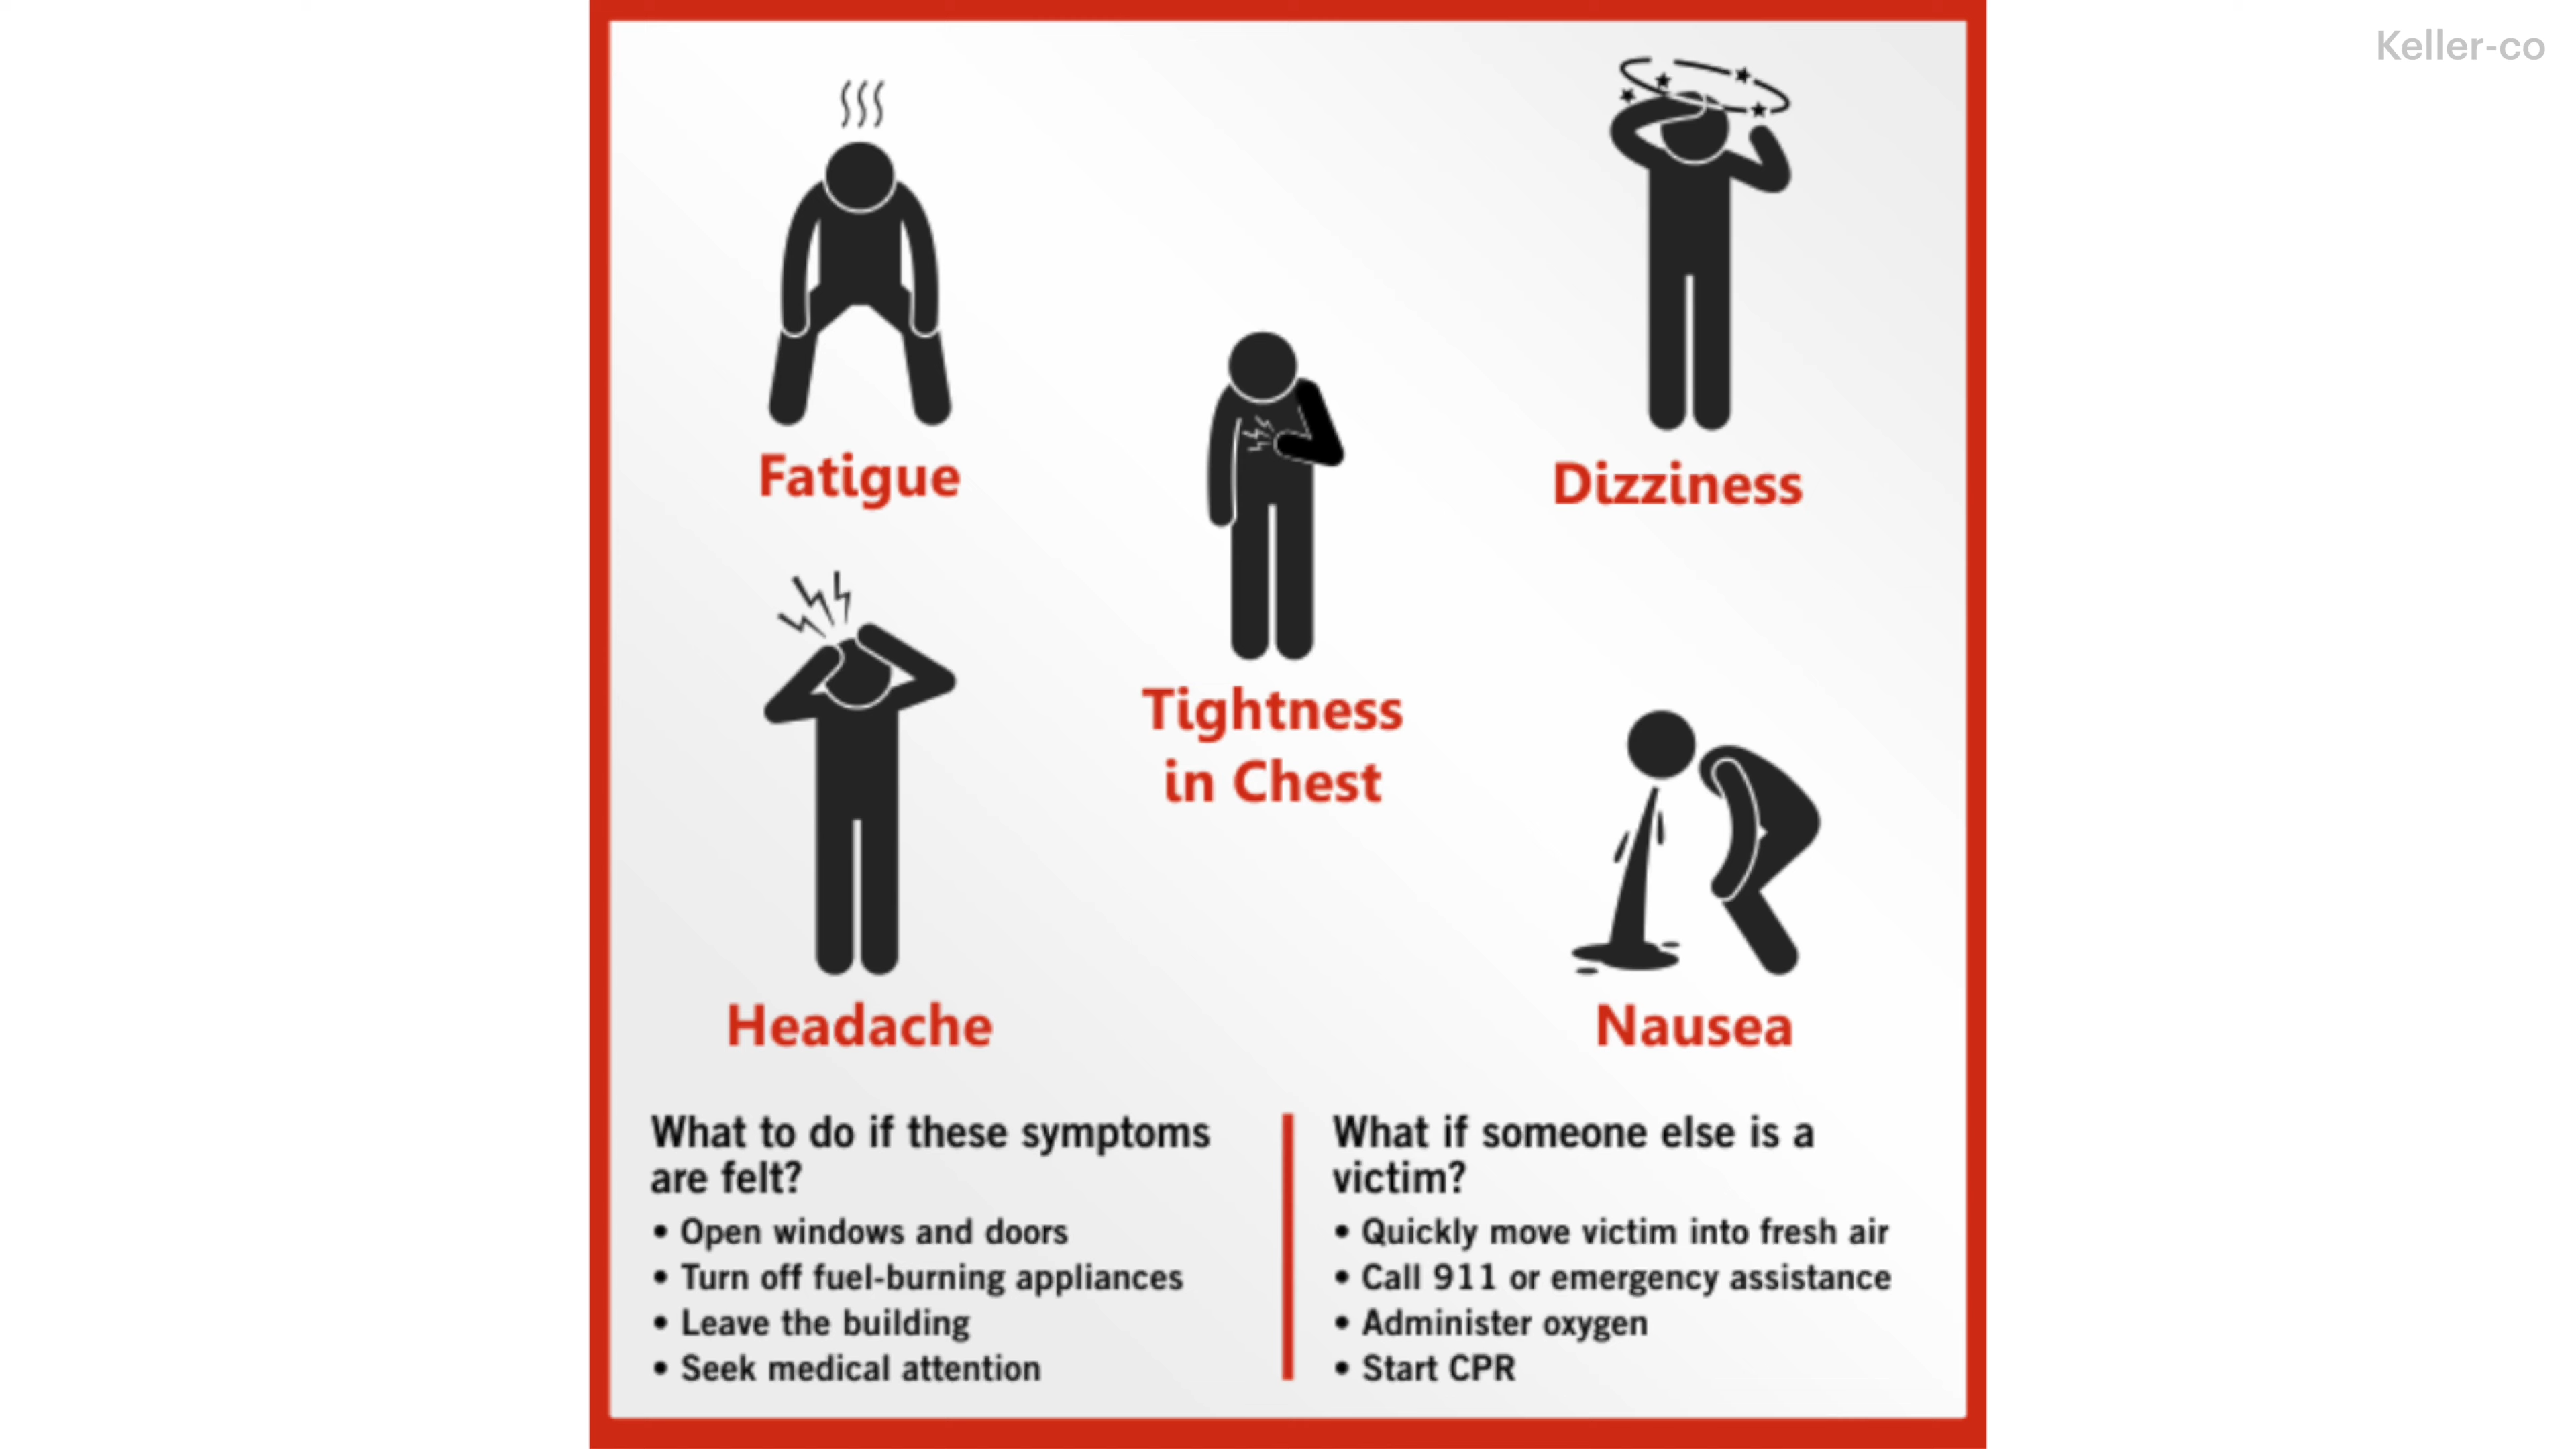 Keller-co
Fatigue
Dizziness
Tightness
in Chest
Headache
Nausea
What to do if these symptoms
are felt?
• Open windows and doors
• Turn off fuel-burning appliances
• Leave the building
• Seek medical attention
What if someone else is a
victim?
• Quickly move victim into fresh air
• Call 911 or emergency assistance
• Administer oxygen
• Start CPR